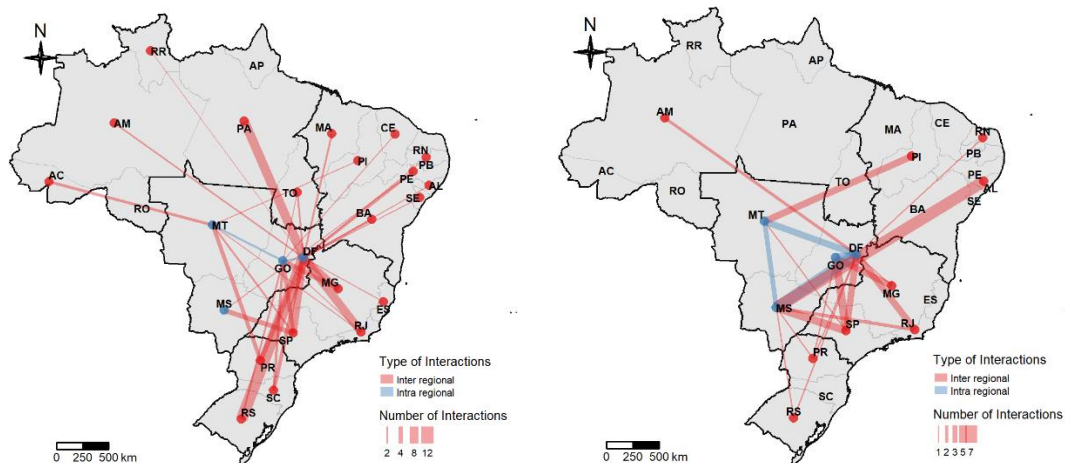 N
RR
AP
AM
PA
MA
CE
RN
PB
PI
PE
AL
SE
AC
TO
RO
BA
MT
DF
GO
MG
MS
ES
SP
RJ
PR
SC
RS
Type of Interactions
Inter regional
Intra regional
Number of Interactions
2 4 8 12
0 250 500 km
N
RR
AP
AM
PA
MA
CE
RN
PB
PI
PE
AL
SE
AC
TO
RO
BA
MT
DF
GO
MG
ES
MS
SP
RJ
PR
SC
RS
Type of Interactions
Inter regional
Intra regional
Number of Interactions
1 2 3 5 7
0 250 500 km